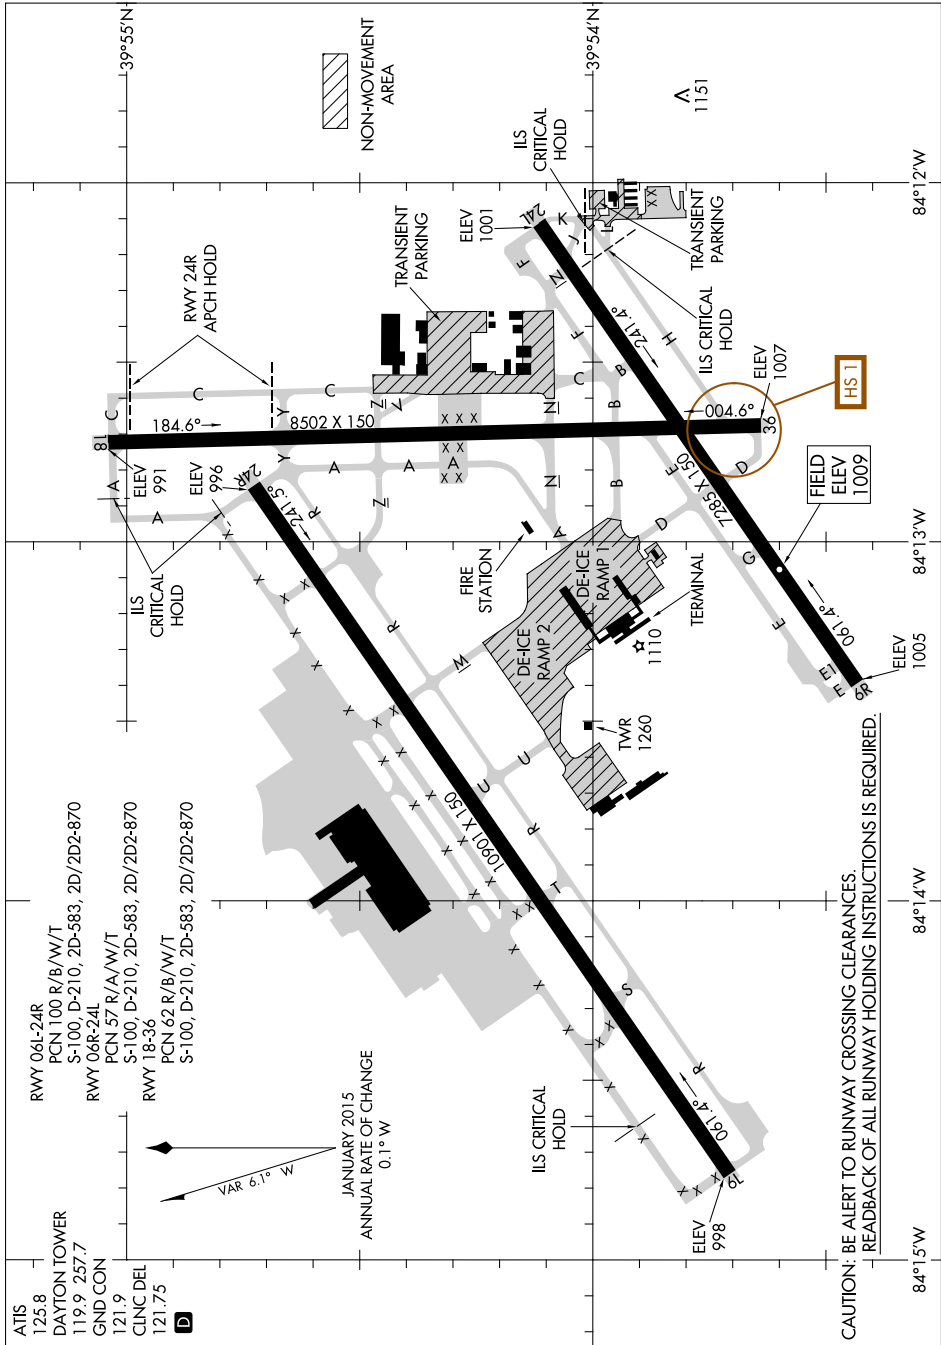 ATIS
125.8
DAYTON TOWER
119.9 257.7
GND CON
121.9
CLNC DEL
121.75
D
RWY 06L-24R
PCN 100 R/B/W/T
S-100, D-210, 2D-583, 2D/2D2-870
RWY 06R-24L
PCN 57 R/A/W/T
S-100, D-210, 2D-583, 2D/2D2-870
RWY 18-36
PCN 62 R/B/W/T
S-100, D-210, 2D-583, 2D/2D2-870
VAR 6.1° W
JANUARY 2015
ANNUAL RATE OF CHANGE
0.1° W
39°55'N
39°54'N
NON-MOVEMENT
AREA
1151
84°12'W
84°13'W
84°14'W
84°15'W
RWY 24R
APCH HOLD
TRANSIENT
PARKING
ELEV
1001
24L
ILS
CRITICAL
HOLD
TRANSIENT
PARKING
ILS CRITICAL
HOLD
K
J
L
F
N
F
H
241.4°
B
C
C
C
C
18
184.6°
8502 X 150
Y
Y
Z
Z
Z
N
N
B
B
A
A
A
A
A
A
ELEV
991
ELEV
996
24R
241.5°
R
ILS
CRITICAL
HOLD
X X X
X X X
004.6°
36
ELEV
1007
HS 1
E
D
D
7285 X 150
FIELD
ELEV
1009
G
E
061.4°
E1
E
6R
ELEV
1005
FIRE
STATION
DE-ICE
RAMP 1
DE-ICE
RAMP 2
TERMINAL
1110
TWR
1260
W
R
U
U
R
T
S
R
10901 X 150
061.4°
6L
ELEV
998
ILS CRITICAL
HOLD
CAUTION: BE ALERT TO RUNWAY CROSSING CLEARANCES.
READBACK OF ALL RUNWAY HOLDING INSTRUCTIONS IS REQUIRED.